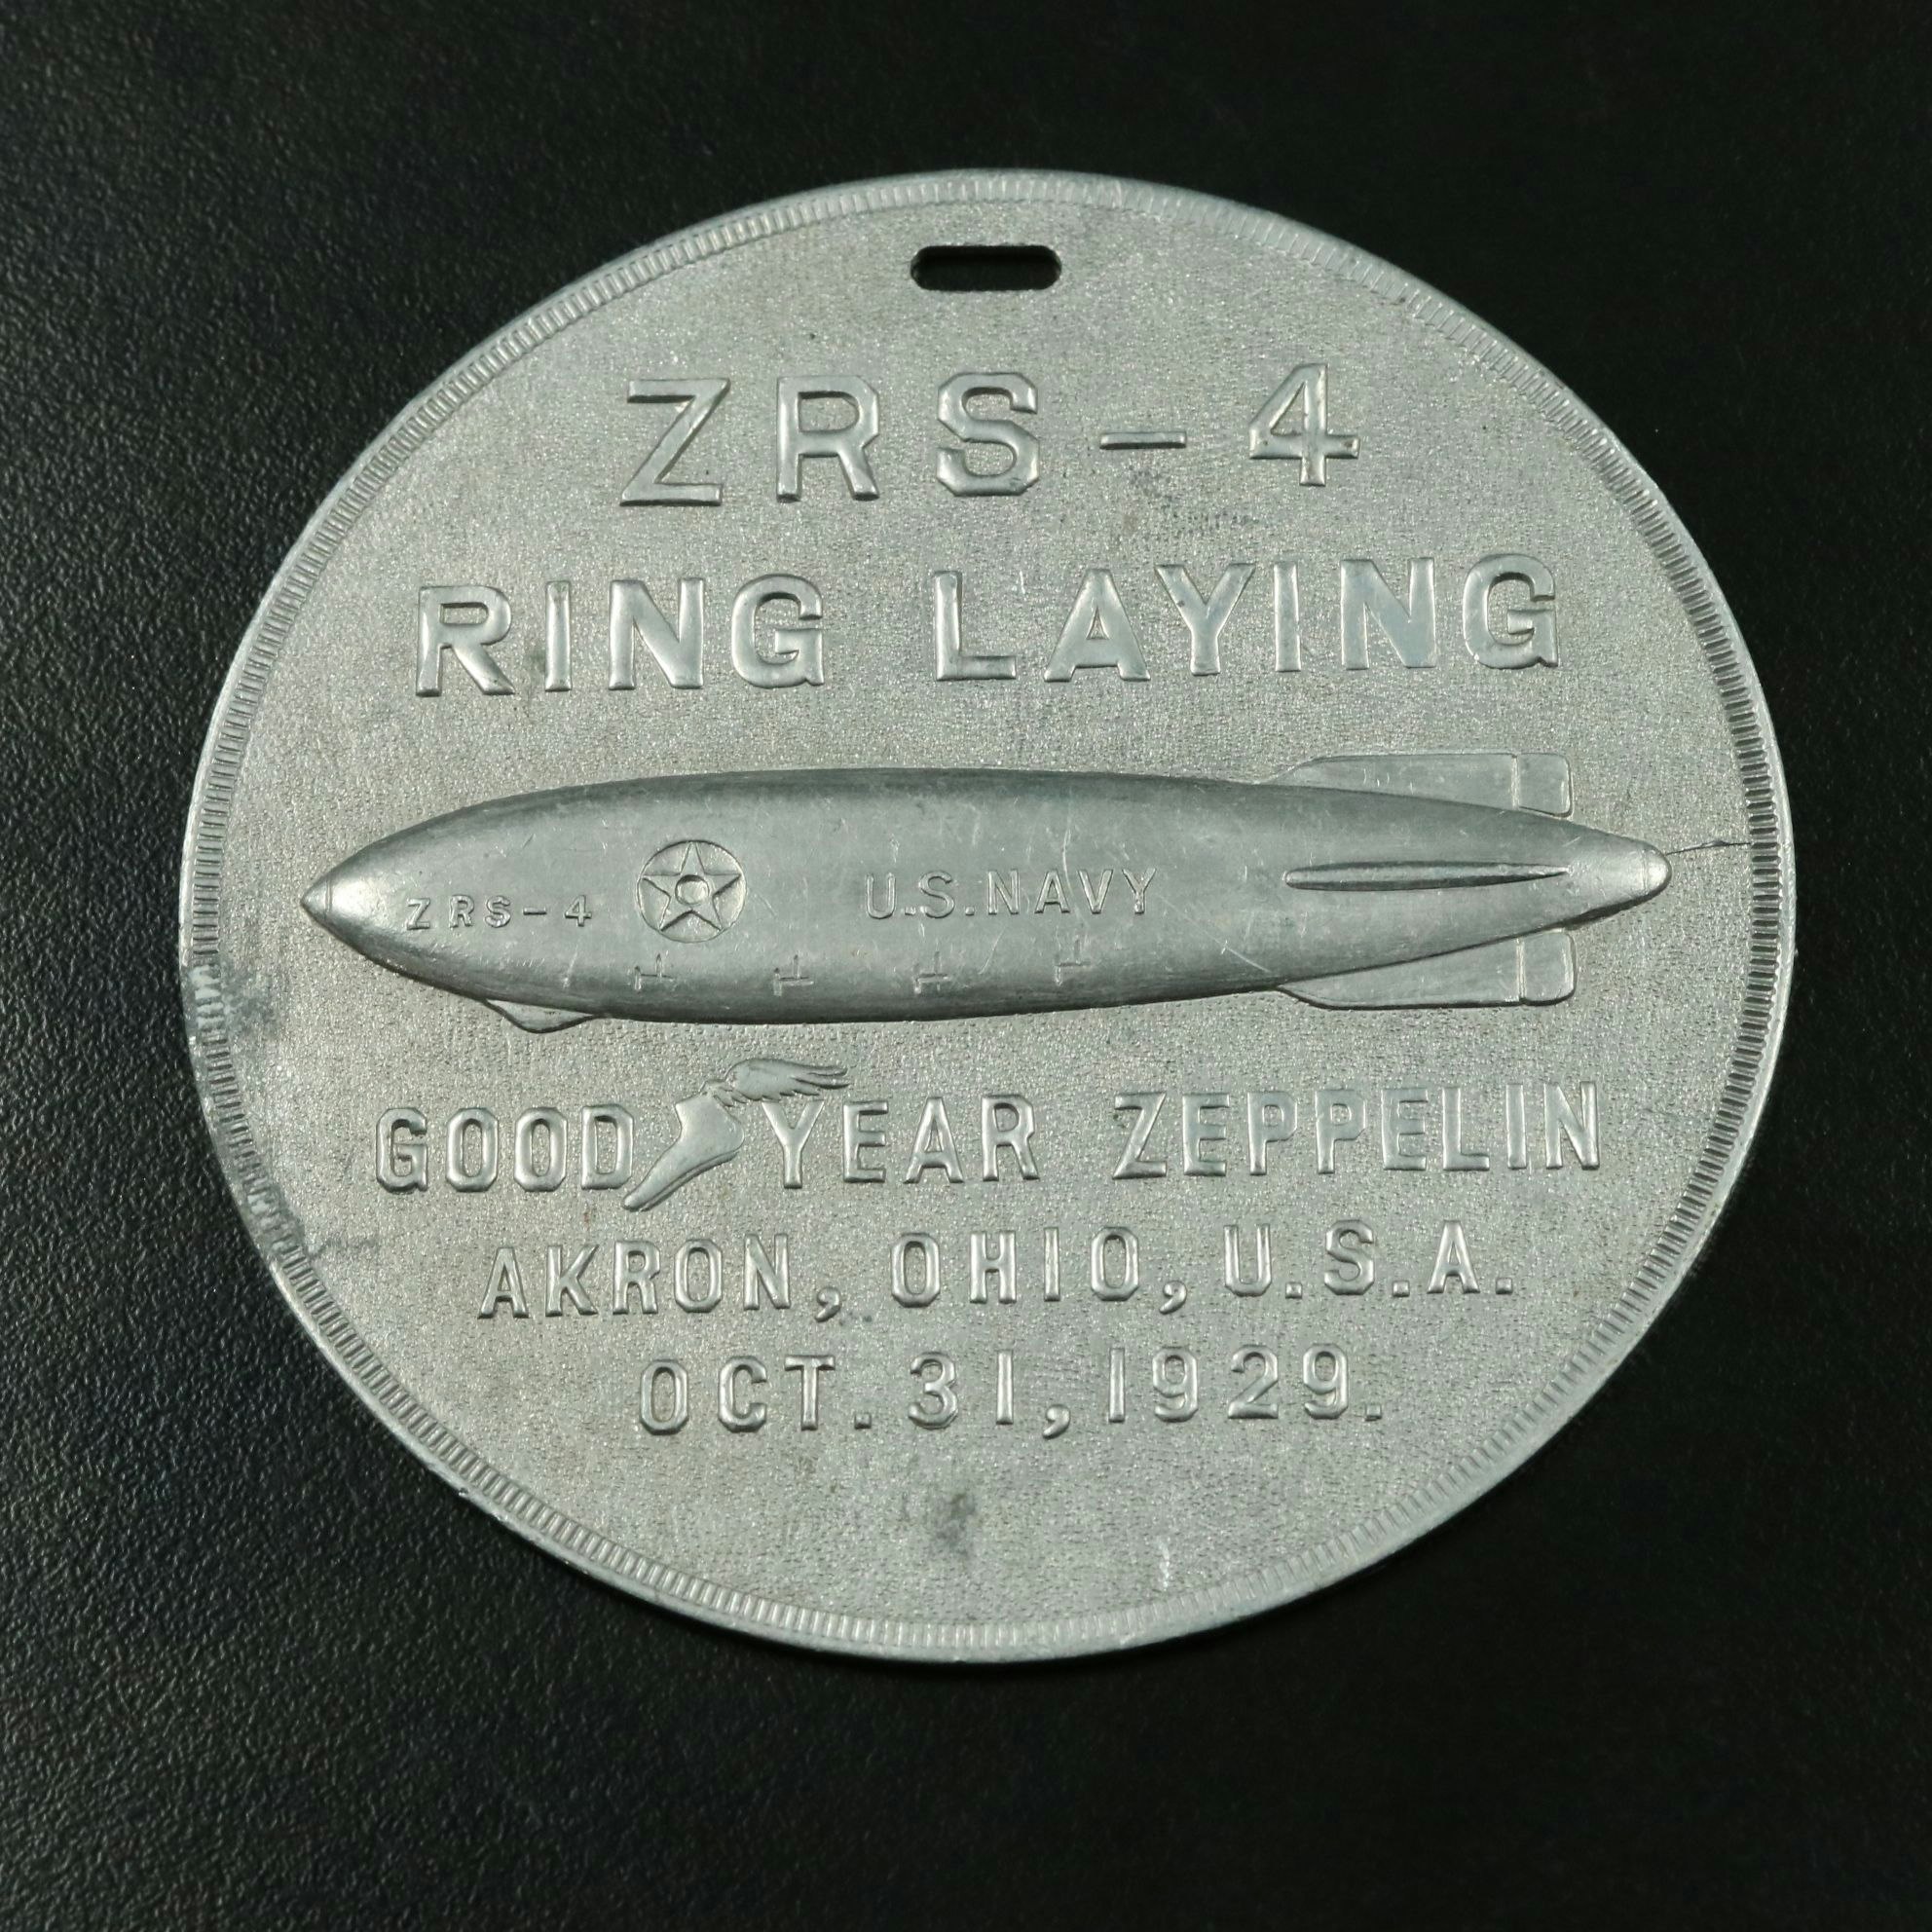 ZRS-4
RING LAYING
ZRS-4 U.S.NAVY
GOOD YEAR ZEPPELIN
AKRON, OHIO, U.S.A.
OCT. 31, 1929.